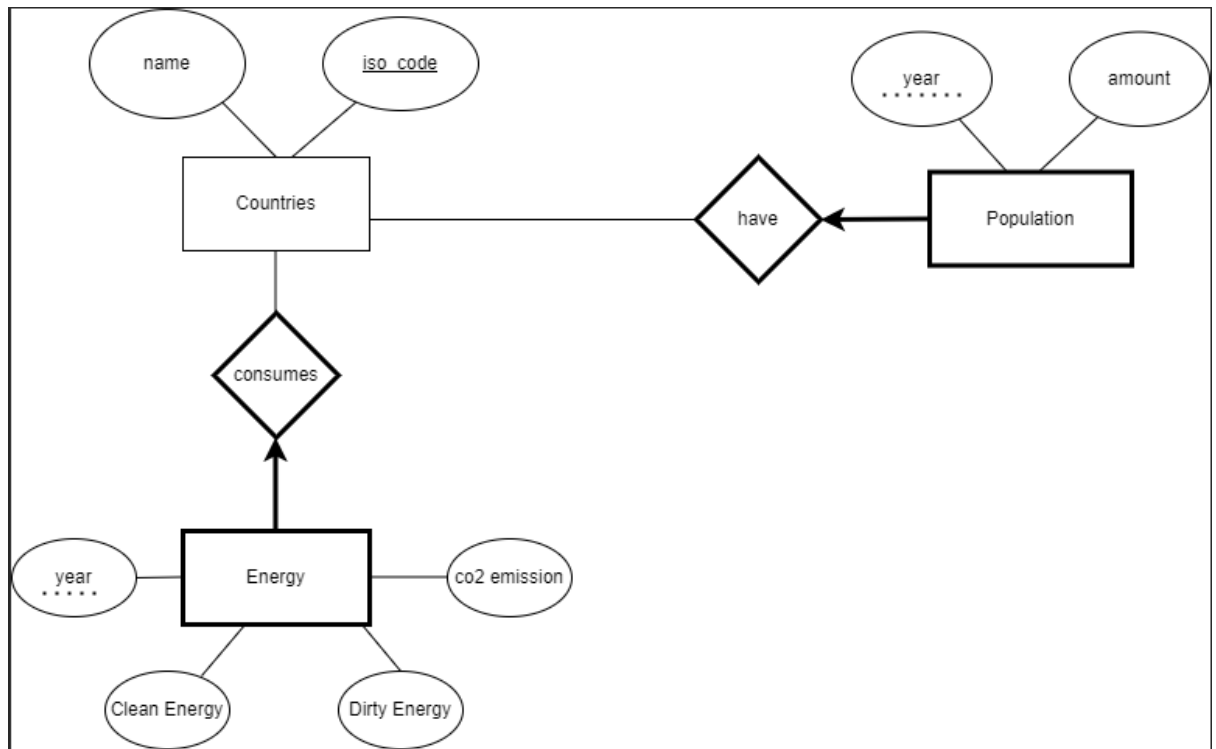 name
iso_code
year
amount
Countries
have
Population
consumes
year
Energy
co2 emission
Clean Energy
Dirty Energy